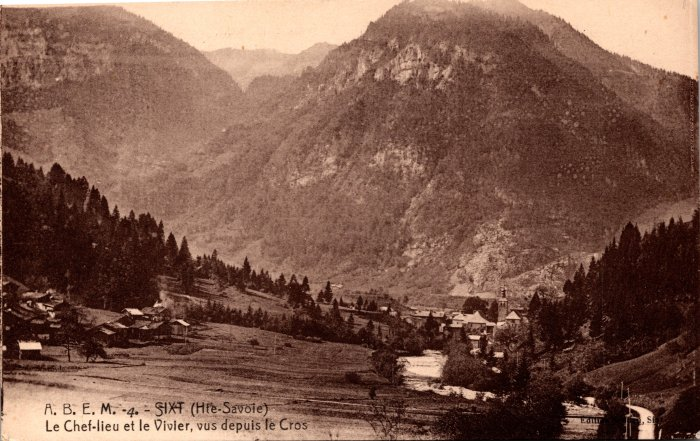 A. B. E. M. -4- - SIXT (Hte-Savoie)
Le Chef-lieu et le Vivier, vus depuis le Cros